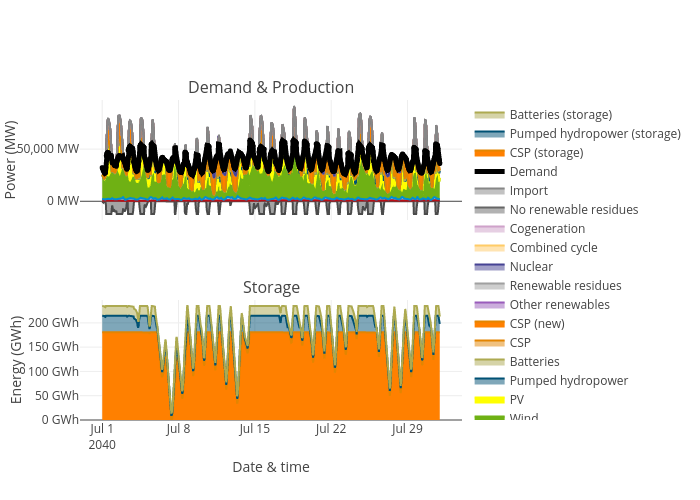 Demand & Production
Power (MW)
50,000 MW
0 MW
Storage
Energy (GWh)
200 GWh
150 GWh
100 GWh
50 GWh
0 GWh
Jul 1
2040
Jul 8
Jul 15
Jul 22
Jul 29
Date & time
Batteries (storage)
Pumped hydropower (storage)
CSP (storage)
Demand
Import
No renewable residues
Cogeneration
Combined cycle
Nuclear
Renewable residues
Other renewables
CSP (new)
CSP
Batteries
Pumped hydropower
PV
Wind